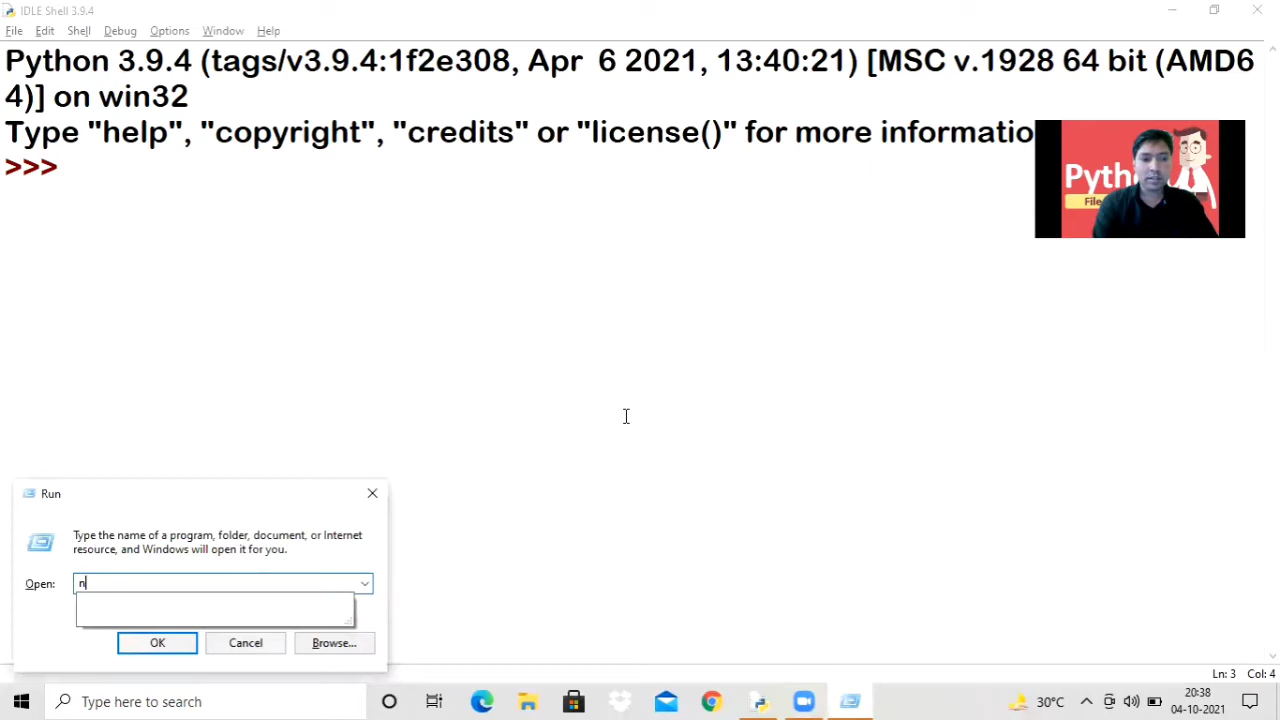 IDLE Shell 3.9.4
File Edit Shell Debug Options Window Help
Python 3.9.4 (tags/v3.9.4:1f2e308, Apr 6 2021, 13:40:21) [MSC v.1928 64 bit (AMD6
4)] on win32
Type "help", "copyright", "credits" or "license()" for more informatio
>>>
Pyth
File
Run
Type the name of a program, folder, document, or Internet
resource, and Windows will open it for you.
Open: n
OK Cancel Browse...
Ln: 3 Col: 4
Type here to search
30°C
20:38
04-10-2021